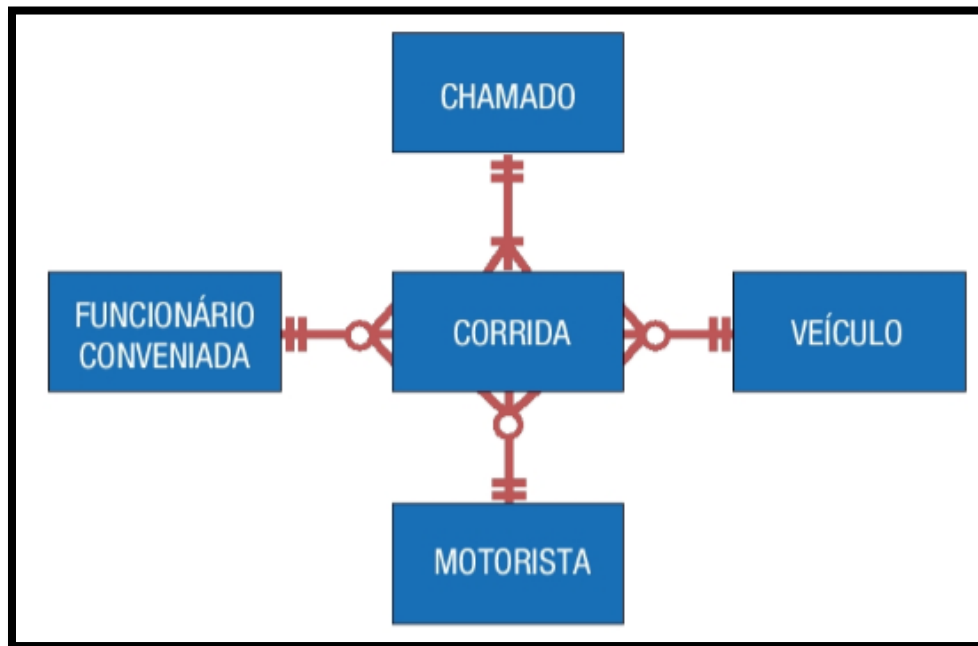 CHAMADO
FUNCIONÁRIO
CONVENIADA
CORRIDA
VEÍCULO
MOTORISTA